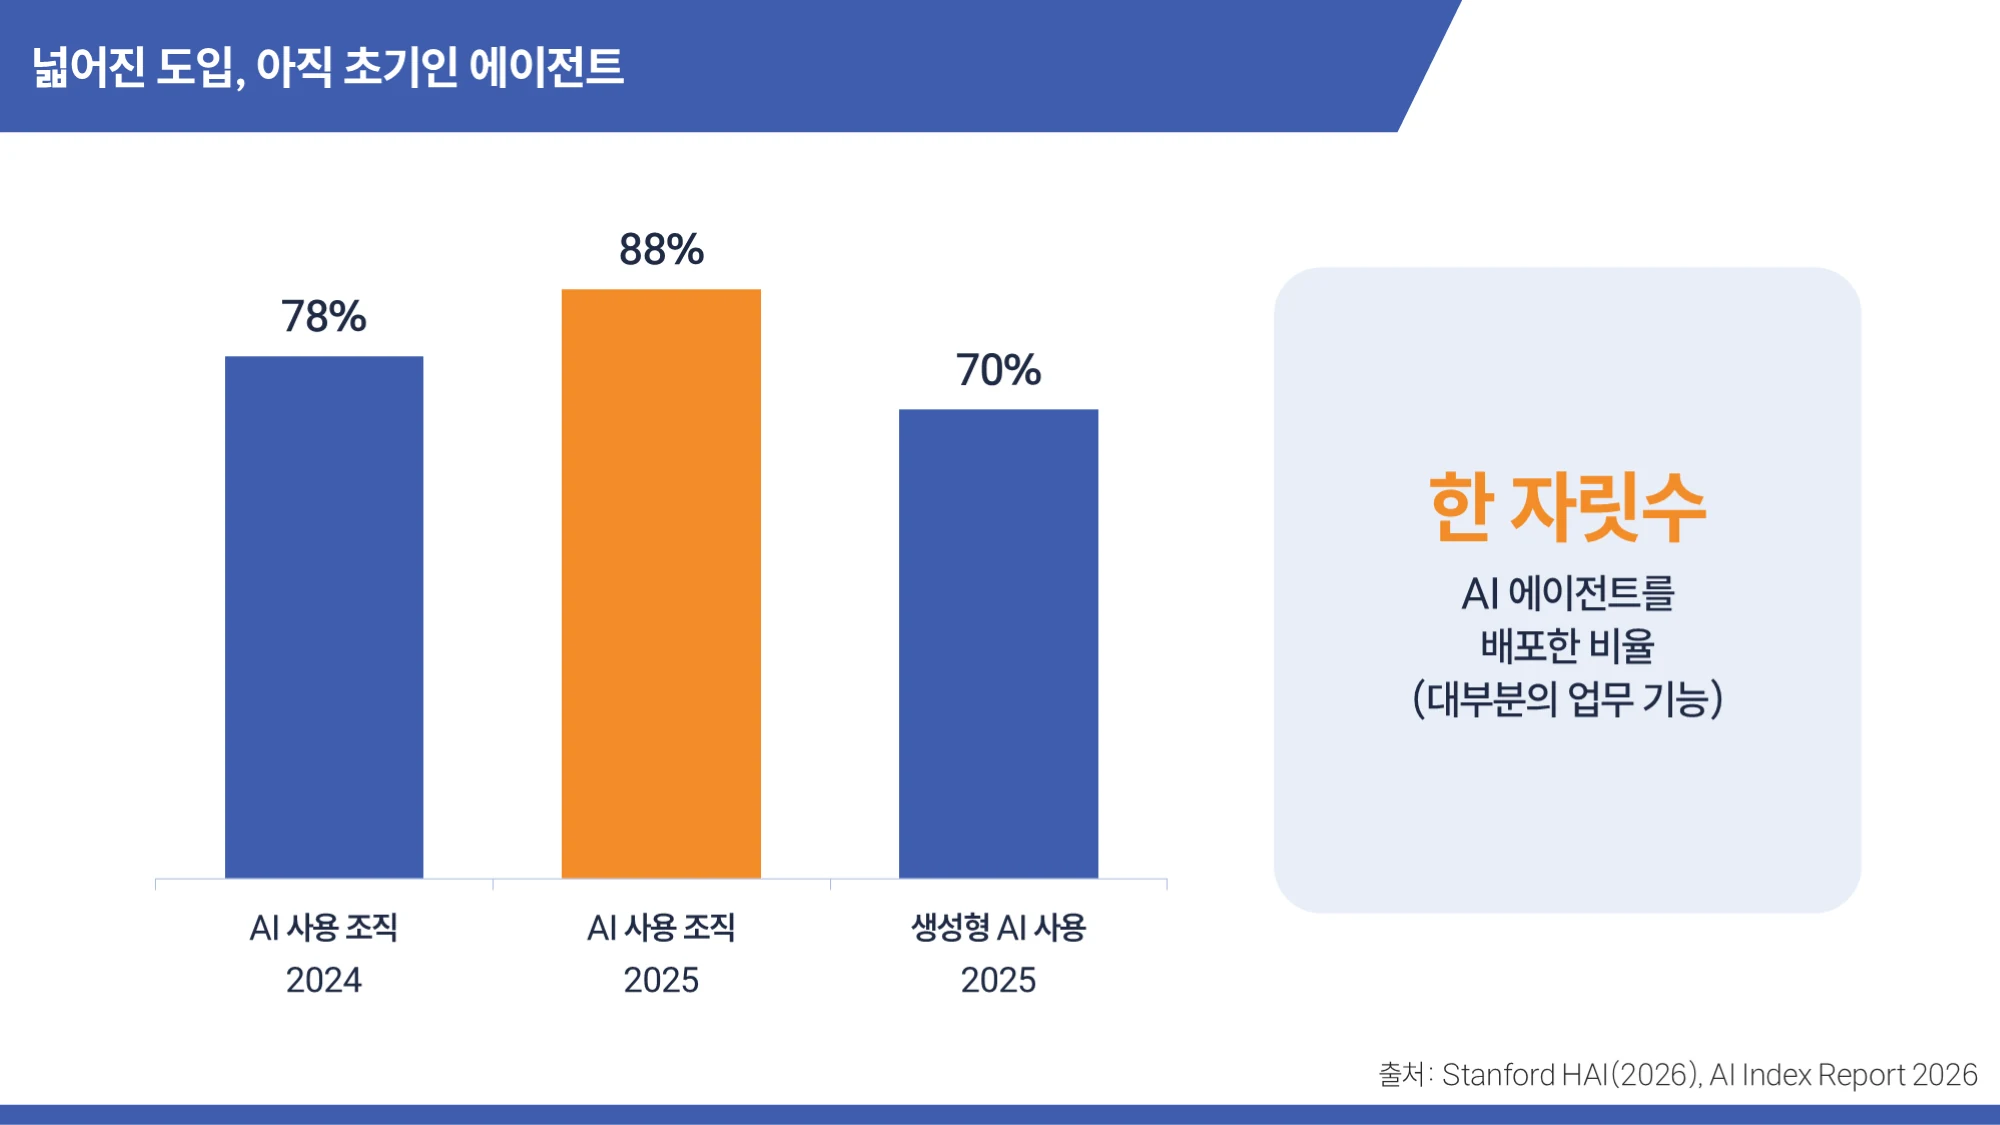 넓어진 도입, 아직 초기인 에이전트
78%
88%
70%
AI 사용 조직
2024
AI 사용 조직
2025
생성형 AI 사용
2025
한 자릿수
AI 에이전트를
배포한 비율
(대부분의 업무 기능)
출처: Stanford HAI(2026), AI Index Report 2026